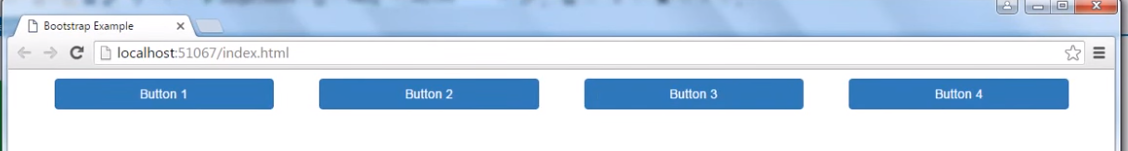 Bootstrap Example
localhost:51067/index.html
Button 1 Button 2 Button 3 Button 4